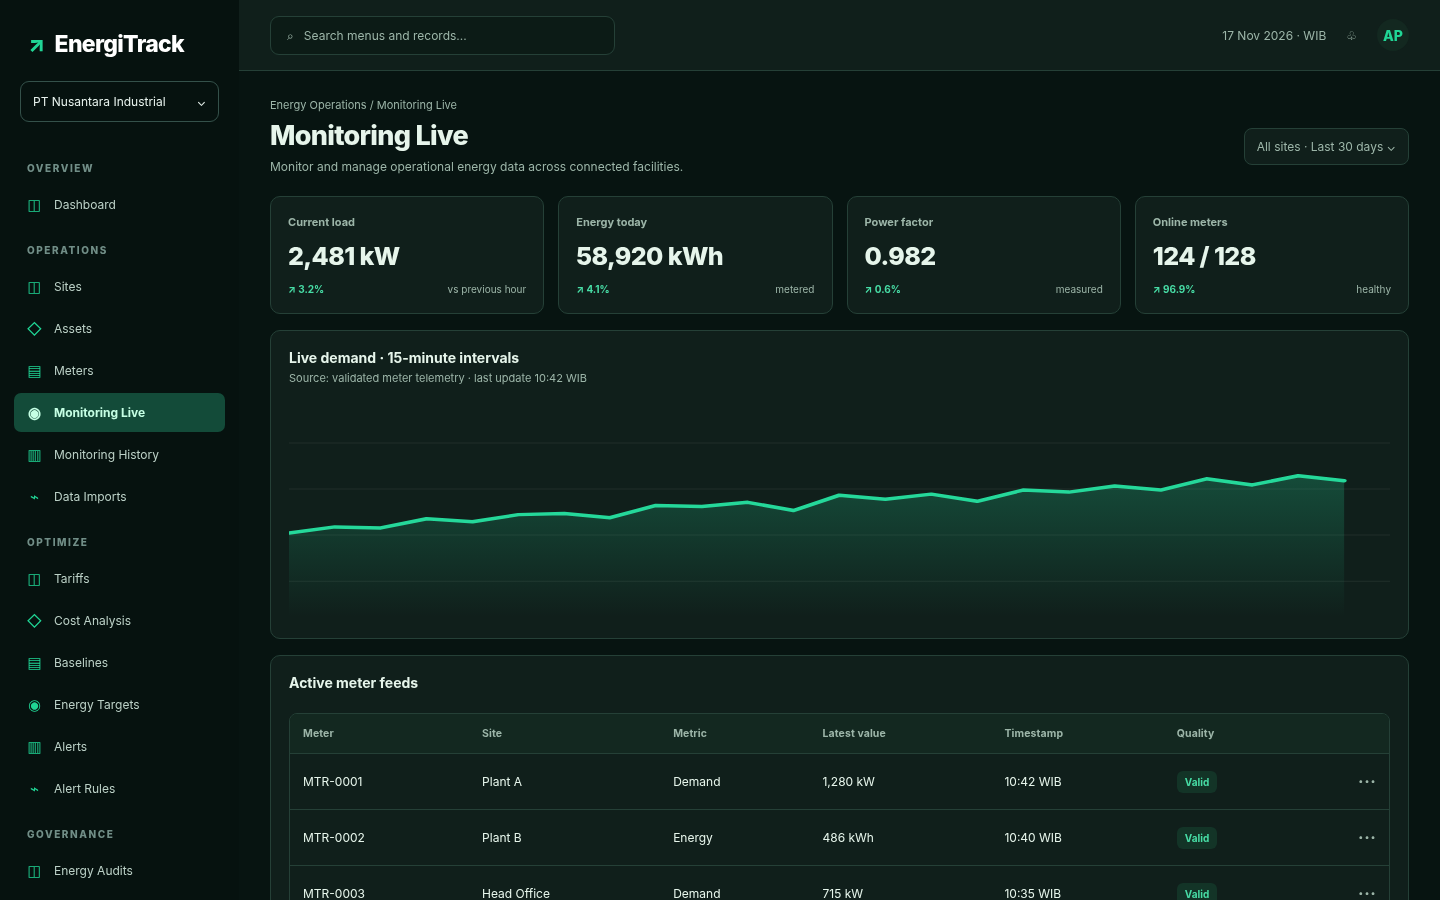 EnergiTrack
PT Nusantara Industrial
OVERVIEW
Dashboard
OPERATIONS
Sites
Assets
Meters
Monitoring Live
Monitoring History
Data Imports
OPTIMIZE
Tariffs
Cost Analysis
Baselines
Energy Targets
Alerts
Alert Rules
GOVERNANCE
Energy Audits
Search menus and records...
17 Nov 2026 · WIB
AP
Energy Operations / Monitoring Live
Monitoring Live
Monitor and manage operational energy data across connected facilities.
All sites · Last 30 days
Current load
2,481 kW
↗ 3.2% vs previous hour
Energy today
58,920 kWh
↗ 4.1% metered
Power factor
0.982
↗ 0.6% measured
Online meters
124 / 128
↗ 96.9% healthy
Live demand · 15-minute intervals
Source: validated meter telemetry · last update 10:42 WIB
Active meter feeds
Meter Site Metric Latest value Timestamp Quality
MTR-0001 Plant A Demand 1,280 kW 10:42 WIB Valid
MTR-0002 Plant B Energy 486 kWh 10:40 WIB Valid
MTR-0003 Head Office Demand 715 kW 10:35 WIB Valid